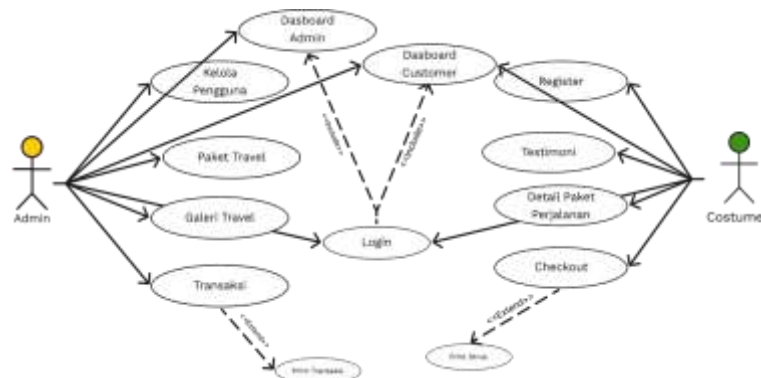 Dasboard
Admin
Dasboard
Customer
Kelola
Pengguna
Register
<<Include>>
<<Include>>
Paket Travel
Testimoni
Admin
Galeri Travel
Detail Paket
Perjalanan
Costume
Login
Transaksi
Checkout
<<Extend>>
<<Extend>>
Transaksi